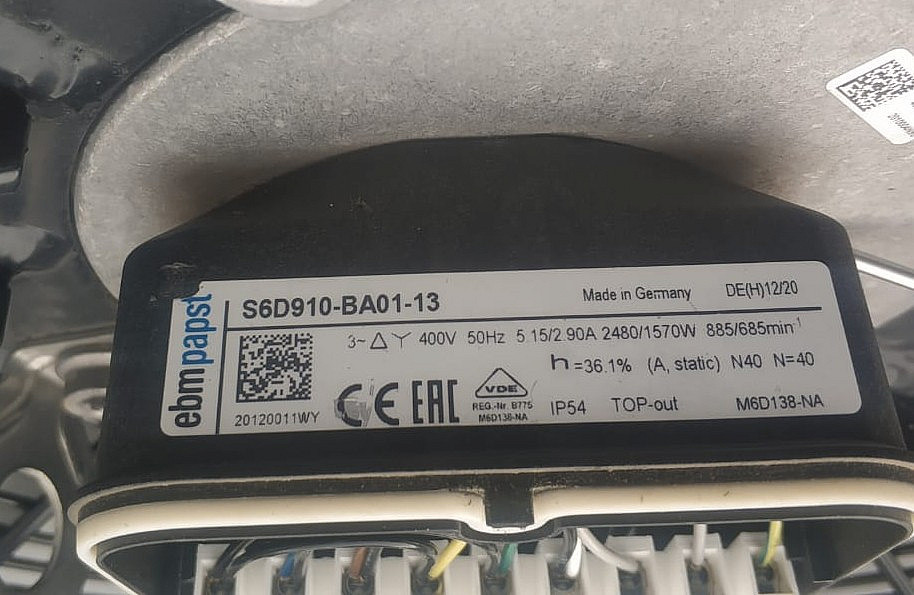 ebmpapst
S6D910-BA01-13
Made in Germany
DE(H)12/20
3~ △ Y 400V 50Hz 5.15/2.90A 2480/1570W 885/685min⁻¹
h=36.1% (A, static) N40 N=40
20120011WY
CE EAC
VDE
REG.-Nr. B775
M6D138-NA
IP54 TOP-out
M6D138-NA